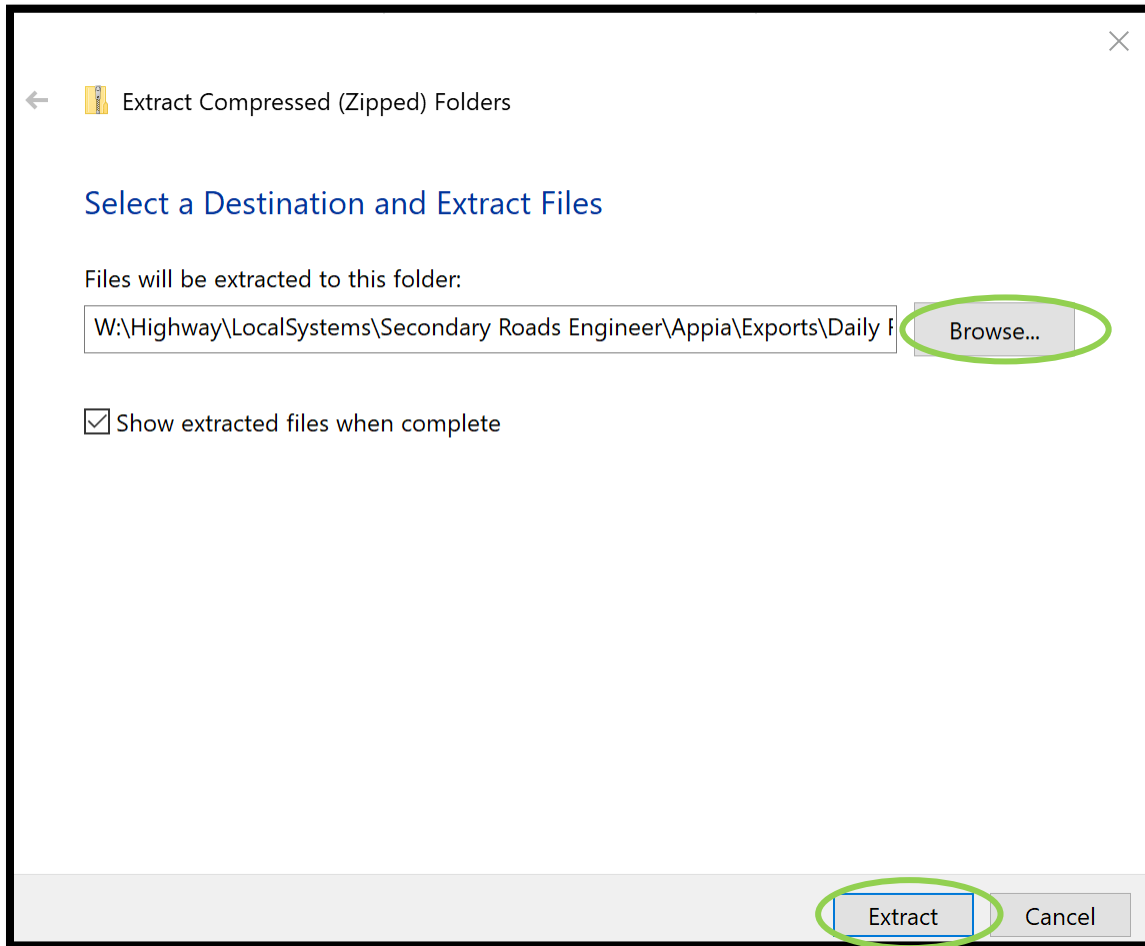 Extract Compressed (Zipped) Folders
Select a Destination and Extract Files
Files will be extracted to this folder:
W:\Highway\LocalSystems\Secondary Roads Engineer\Appia\Exports\Daily
Browse...
Show extracted files when complete
Extract
Cancel